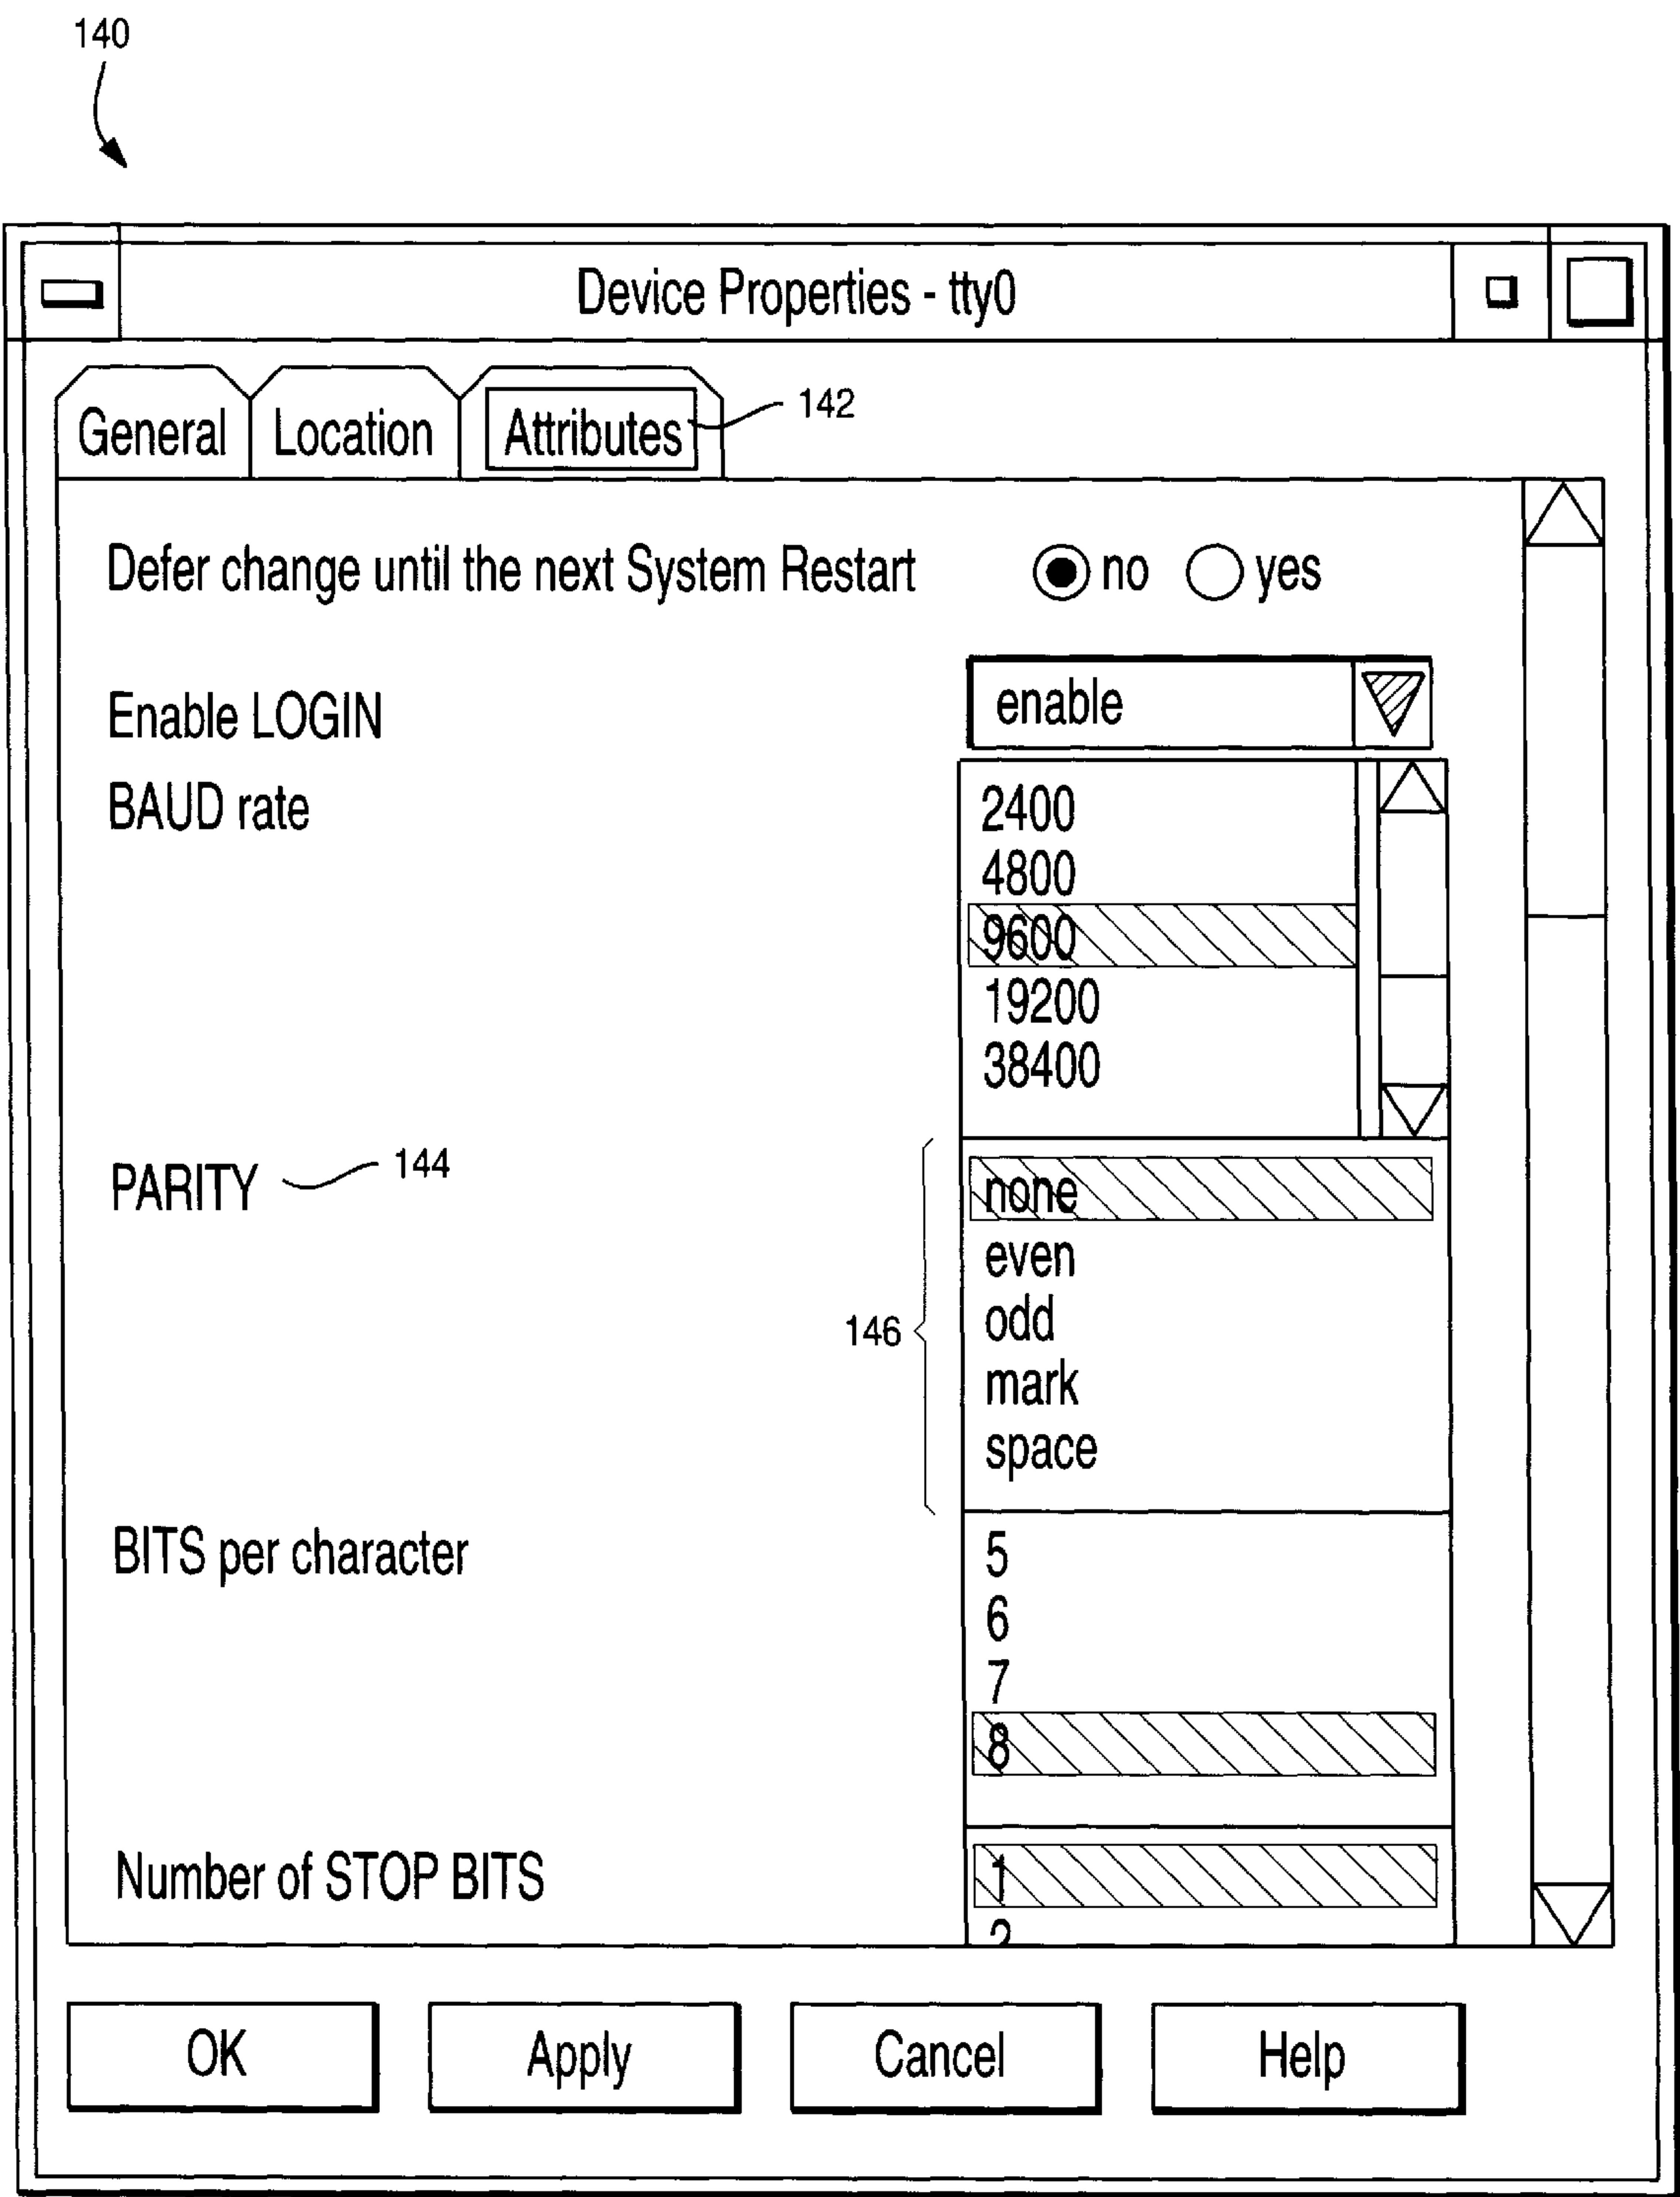 140
Device Properties - tty0
General Location Attributes 142
Defer change until the next System Restart no yes
Enable LOGIN enable
BAUD rate 2400
4800
9600
19200
38400
PARITY 144 none
even
146 odd
mark
space
BITS per character 5
6
7
8
Number of STOP BITS 1
2
OK Apply Cancel Help